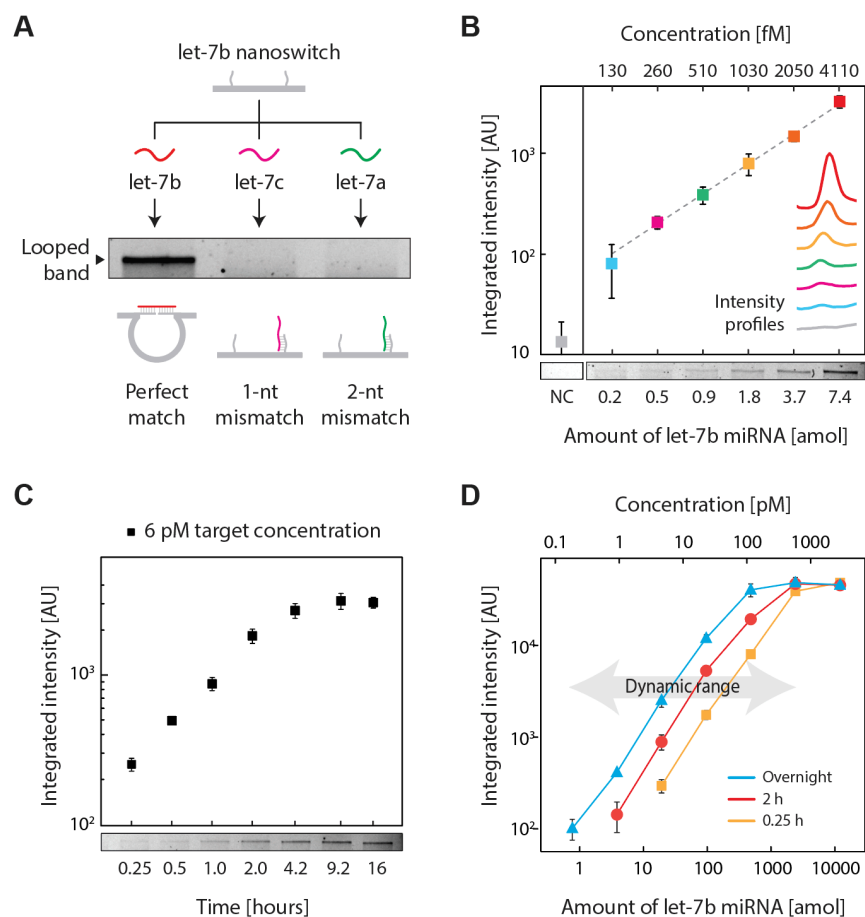 A
let-7b nanoswitch
let-7b let-7c let-7a
Looped
band
Perfect
match
1-nt
mismatch
2-nt
mismatch
B
Concentration [fM]
130 260 510 1030 2050 4110
Integrated intensity [AU]
10³
10²
10
Intensity
profiles
NC 0.2 0.5 0.9 1.8 3.7 7.4
Amount of let-7b miRNA [amol]
C
6 pM target concentration
Integrated intensity [AU]
10³
10²
0.25 0.5 1.0 2.0 4.2 9.2 16
Time [hours]
D
Concentration [pM]
0.1 1 10 100 1000
Integrated intensity [AU]
10⁴
10³
10²
Dynamic range
Overnight
2 h
0.25 h
1 10 100 1000 10000
Amount of let-7b miRNA [amol]